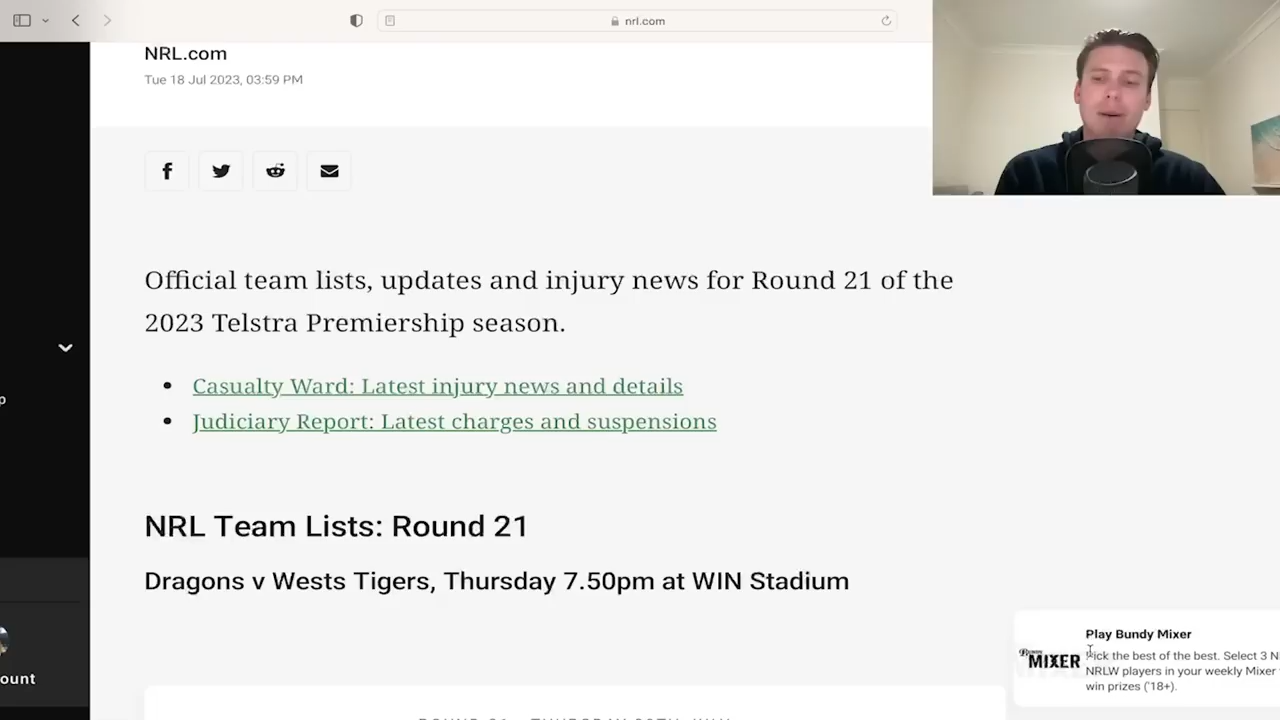 nrl.com
NRL.com
Tue 18 Jul 2023, 03:59 PM
Official team lists, updates and injury news for Round 21 of the
2023 Telstra Premiership season.
Casualty Ward: Latest injury news and details
Judiciary Report: Latest charges and suspensions
NRL Team Lists: Round 21
Dragons v Wests Tigers, Thursday 7.50pm at WIN Stadium
Play Bundy Mixer
Pick the best of the best. Select 3 N
NRLW players in your weekly Mixer
win prizes ('18+).
BUNDY
MIXER
p
ount